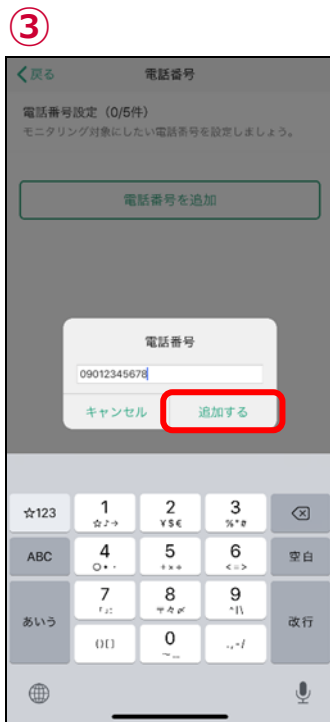 ③
戻る 電話番号
電話番号設定（0/5件）
モニタリング対象にしたい電話番号を設定しましょう。
電話番号を追加
電話番号
09012345678
キャンセル 追加する
☆123 1 2 3
☆♪→ ¥$€ %°#
ABC 4 5 6 空白
○*・ +×÷ <=>
あいう 7 8 9 改行
「」: 〒々〆 ^|\
()[] 0 .,-/
~_